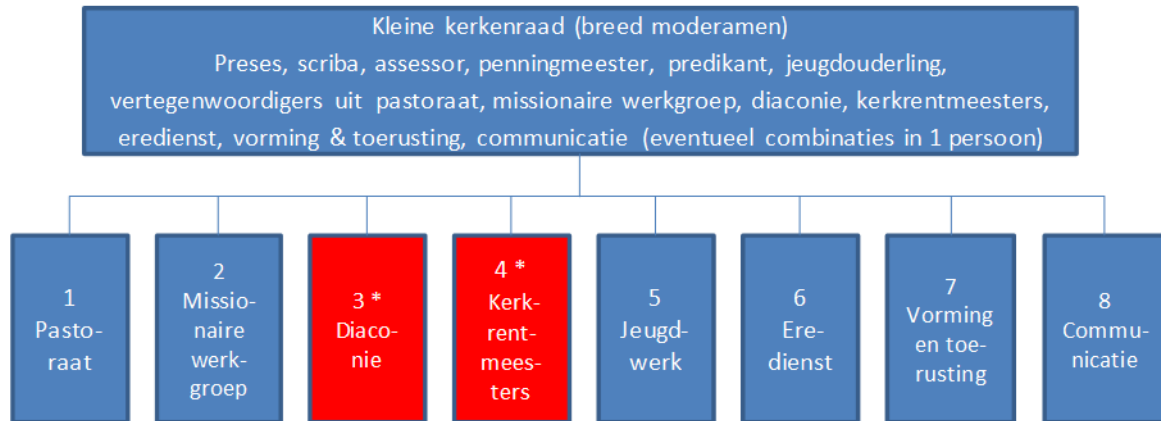 Kleine kerkenraad (breed moderamen)
Preses, scriba, assessor, penningmeester, predikant, jeugdouderling,
vertegenwoordigers uit pastoraat, missionaire werkgroep, diaconie, kerkrentmeesters,
eredienst, vorming & toerusting, communicatie (eventueel combinaties in 1 persoon)
1
Pasto-
raat
2
Missio-
naire
werk-
groep
3 *
Diaco-
nie
4 *
Kerk-
rent-
mees-
ters
5
Jeugd-
werk
6
Ere-
dienst
7
Vorming
en toe-
rusting
8
Commu-
nicatie